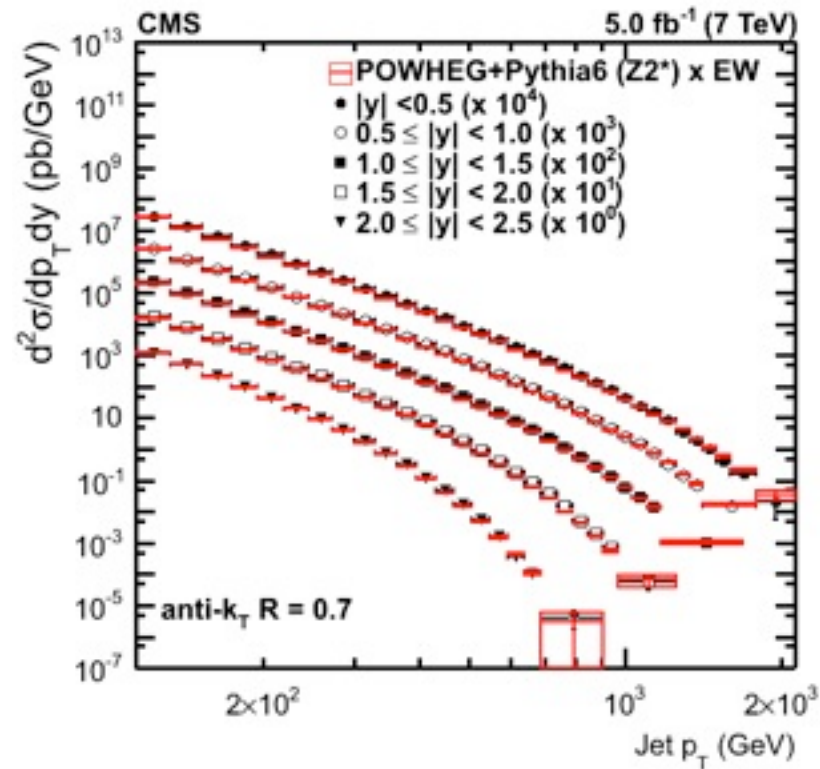 CMS 5.0 fb⁻¹ (7 TeV)
10¹³
POWHEG+Pythia6 (Z2*) x EW
|y| <0.5 (x 10⁴)
10¹¹
0.5 ≤ |y| < 1.0 (x 10³)
1.0 ≤ |y| < 1.5 (x 10²)
10⁹
1.5 ≤ |y| < 2.0 (x 10¹)
2.0 ≤ |y| < 2.5 (x 10⁰)
10⁷
10⁵
10³
10
10⁻¹
10⁻³
10⁻⁵
10⁻⁷
d²σ/dp_T dy (pb/GeV)
anti-k_T R = 0.7
2×10² 10³ 2×10³
Jet p_T (GeV)